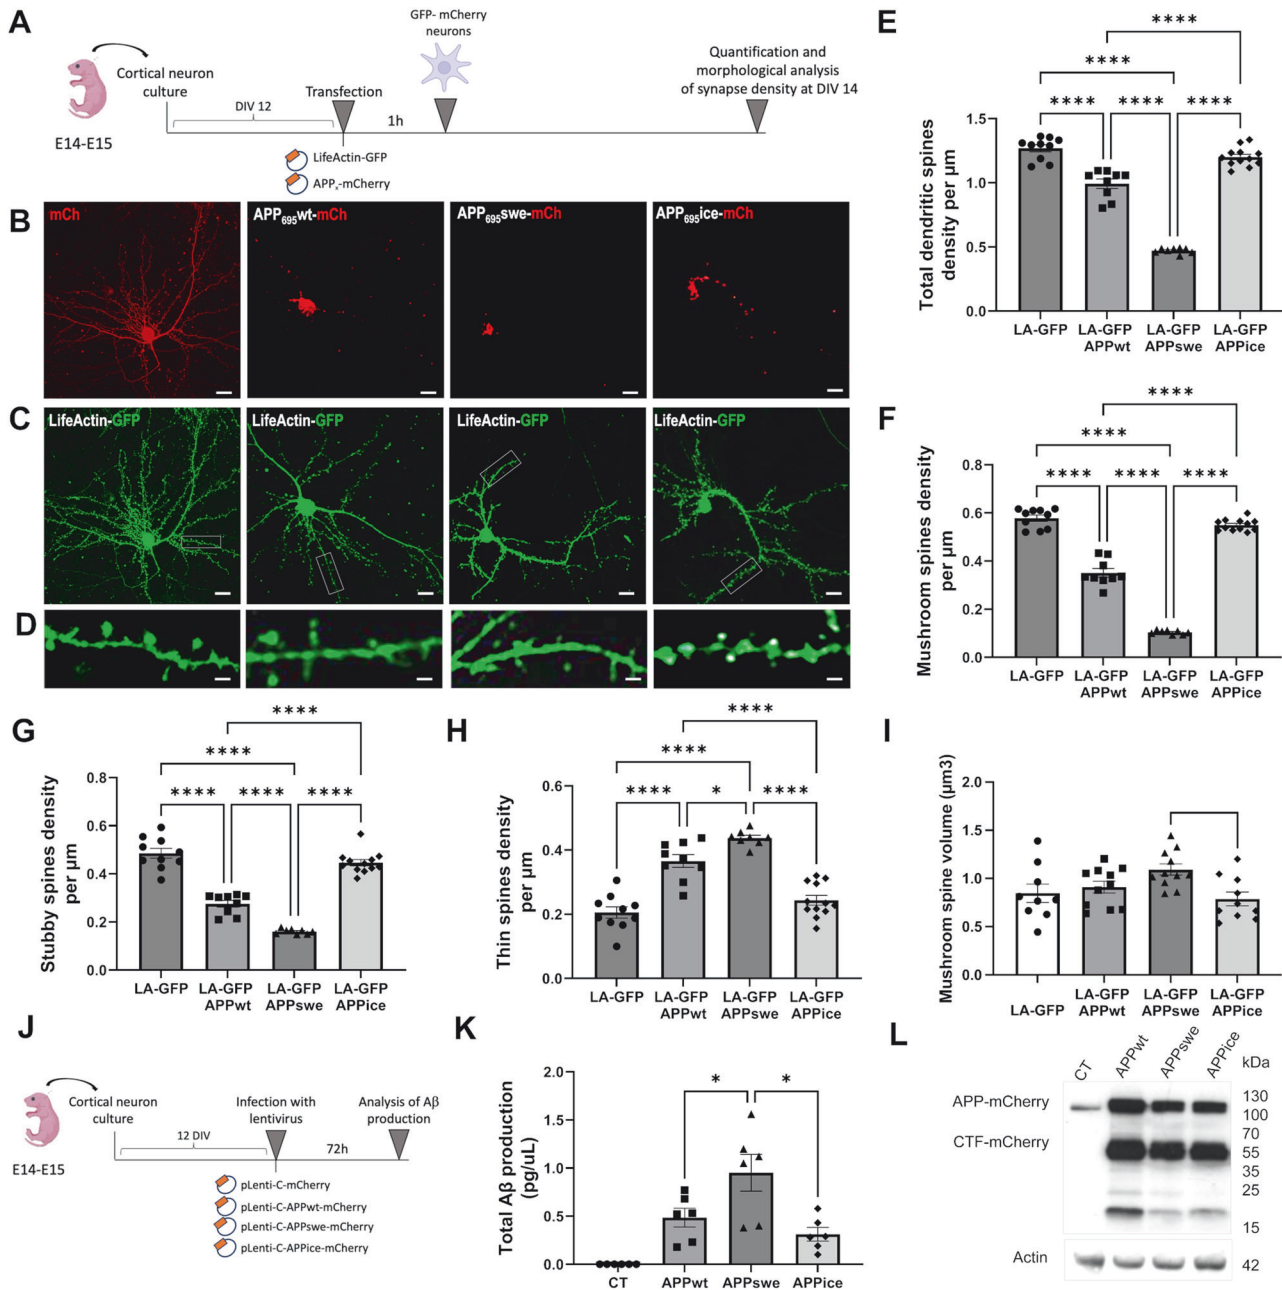 A
E14-E15
Cortical neuron
culture
DIV 12
Transfection
LifeActin-GFP
APPₓ-mCherry
1h
GFP- mCherry
neurons
Quantification and
morphological analysis
of synapse density at DIV 14
B
mCh
APP₆₉₅wt-mCh
APP₆₉₅swe-mCh
APP₆₉₅ice-mCh
C
LifeActin-GFP
LifeActin-GFP
LifeActin-GFP
LifeActin-GFP
D
E
Total dendritic spines
density per µm
1.5
1.0
0.5
0.0
****
****
**** **** ****
LA-GFP
LA-GFP
APPwt
LA-GFP
APPswe
LA-GFP
APPice
F
Mushroom spines density
per µm
0.8
0.6
0.4
0.2
0.0
****
****
**** **** ****
LA-GFP
LA-GFP
APPwt
LA-GFP
APPswe
LA-GFP
APPice
G
Stubby spines density
per µm
0.8
0.6
0.4
0.2
0.0
****
****
**** **** ****
LA-GFP
LA-GFP
APPwt
LA-GFP
APPswe
LA-GFP
APPice
H
Thin spines density
per µm
0.6
0.4
0.2
0.0
****
****
**** * ****
LA-GFP
LA-GFP
APPwt
LA-GFP
APPswe
LA-GFP
APPice
I
Mushroom spine volume (µm3)
2.0
1.5
1.0
0.5
0.0
LA-GFP
LA-GFP
APPwt
LA-GFP
APPswe
LA-GFP
APPice
J
E14-E15
Cortical neuron
culture
12 DIV
Infection with
lentivirus
72h
Analysis of Aβ
production
pLenti-C-mCherry
pLenti-C-APPwt-mCherry
pLenti-C-APPswe-mCherry
pLenti-C-APPice-mCherry
K
Total Aβ production
(pg/uL)
2.0
1.5
1.0
0.5
0.0
* *
CT
APPwt
APPswe
APPice
L
CT
APPwt
APPswe
APPice
kDa
APP-mCherry
CTF-mCherry
Actin
130
100
70
55
35
25
15
42